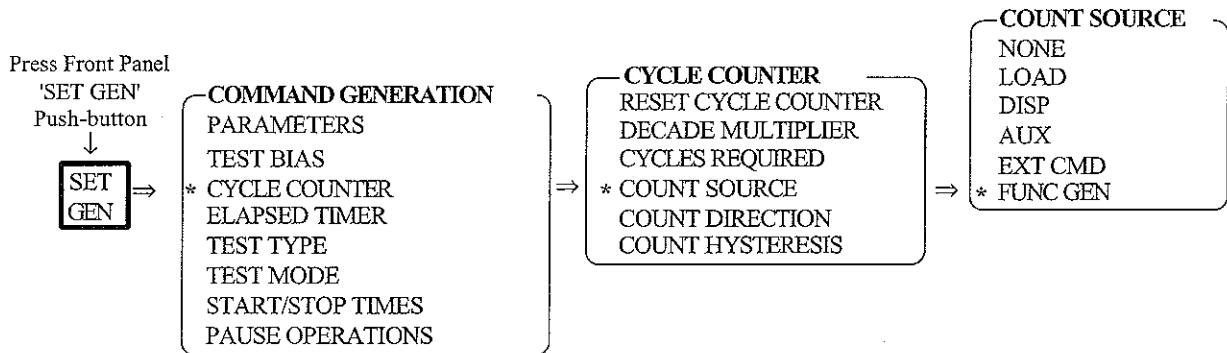 Press Front Panel
'SET GEN'
Push-button
↓
SET
GEN
⇒
COMMAND GENERATION
PARAMETERS
TEST BIAS
* CYCLE COUNTER
ELAPSED TIMER
TEST TYPE
TEST MODE
START/STOP TIMES
PAUSE OPERATIONS
⇒
CYCLE COUNTER
RESET CYCLE COUNTER
DECADE MULTIPLIER
CYCLES REQUIRED
* COUNT SOURCE
COUNT DIRECTION
COUNT HYSTERESIS
⇒
COUNT SOURCE
NONE
LOAD
DISP
AUX
EXT CMD
* FUNC GEN